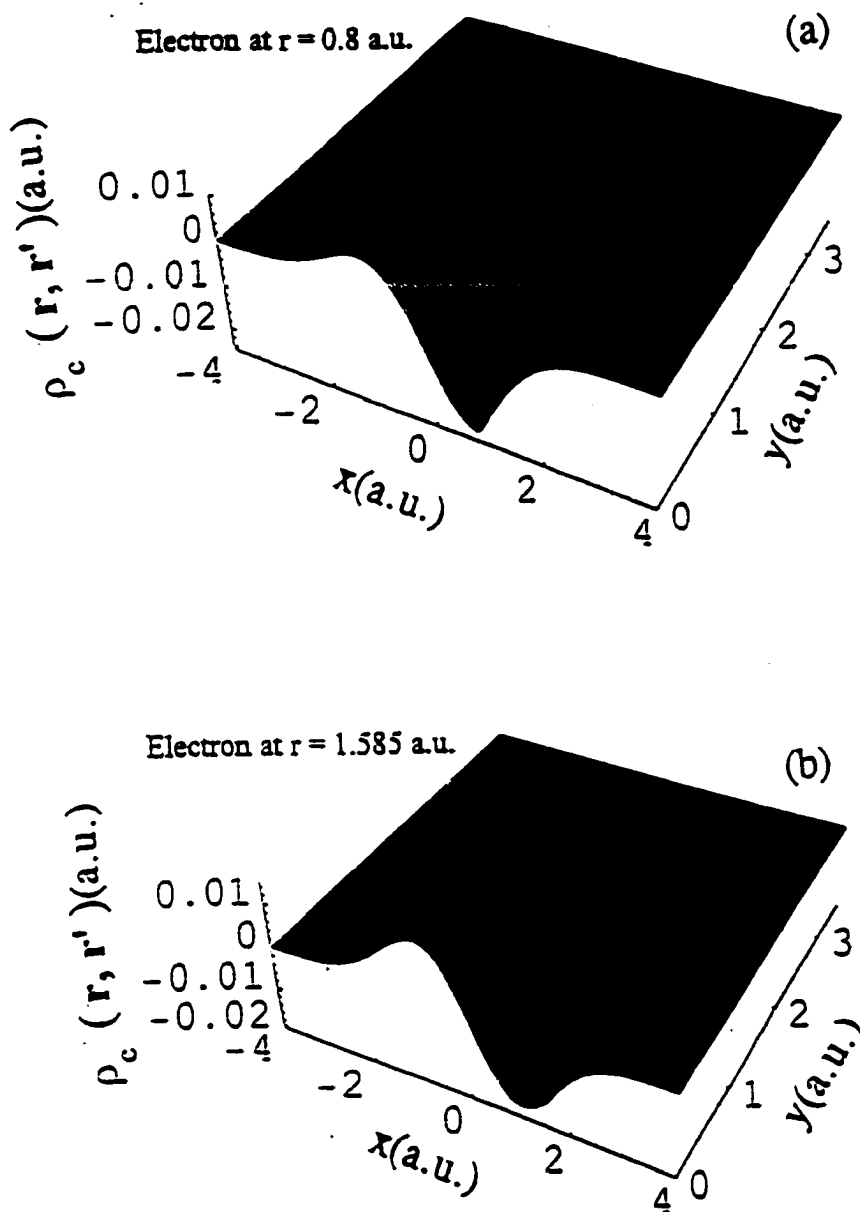 (a)
Electron at r = 0.8 a.u.
ρc (r, r')(a.u.)
0.01
0
-0.01
-0.02
-4
-2
0
2
4
x(a.u.)
0
1
2
3
y(a.u.)
(b)
Electron at r = 1.585 a.u.
ρc (r, r')(a.u.)
0.01
0
-0.01
-0.02
-4
-2
0
2
4
x(a.u.)
0
1
2
3
y(a.u.)